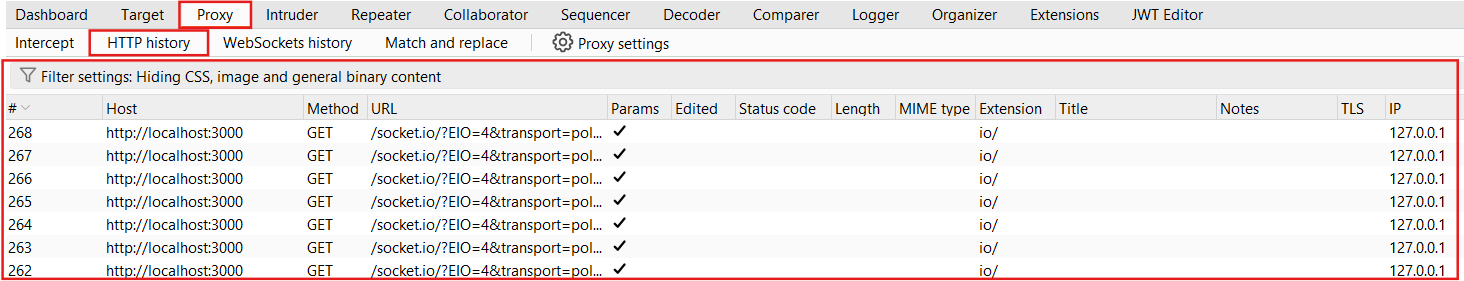 Dashboard Target Proxy Intruder Repeater Collaborator Sequencer Decoder Comparer Logger Organizer Extensions JWT Editor
Intercept HTTP history WebSockets history Match and replace Proxy settings
Filter settings: Hiding CSS, image and general binary content
# Host Method URL Params Edited Status code Length MIME type Extension Title Notes TLS IP
268 http://localhost:3000 GET /socket.io/?EIO=4&transport=pol... ✓ io/ 127.0.0.1
267 http://localhost:3000 GET /socket.io/?EIO=4&transport=pol... ✓ io/ 127.0.0.1
266 http://localhost:3000 GET /socket.io/?EIO=4&transport=pol... ✓ io/ 127.0.0.1
265 http://localhost:3000 GET /socket.io/?EIO=4&transport=pol... ✓ io/ 127.0.0.1
264 http://localhost:3000 GET /socket.io/?EIO=4&transport=pol... ✓ io/ 127.0.0.1
263 http://localhost:3000 GET /socket.io/?EIO=4&transport=pol... ✓ io/ 127.0.0.1
262 http://localhost:3000 GET /socket.io/?EIO=4&transport=pol... ✓ io/ 127.0.0.1